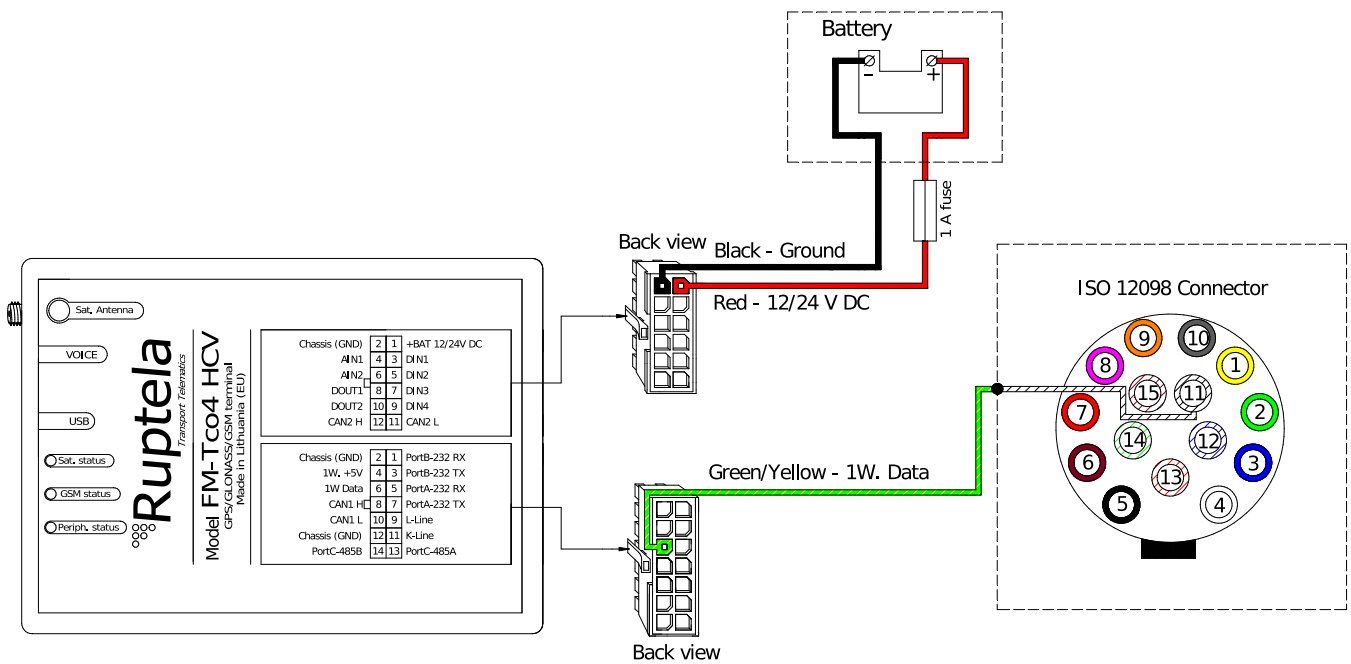 Battery
-
+
1 A fuse
Back view
Black - Ground
Red - 12/24 V DC
ISO 12098 Connector
Sat. Antenna
VOICE
USB
Sat. status
GSM status
Periph. status
Ruptela
Transport Telematics
Model FM-Tco4 HCV
GPS/GLONASS/GSM terminal
Made in Lithuania (EU)
Chassis (GND) 2 1 +BAT 12/24V DC
AIN1 4 3 DIN1
AIN2 6 5 DIN2
DOUT1 8 7 DIN3
DOUT2 10 9 DIN4
CAN2 H 12 11 CAN2 L
Chassis (GND) 2 1 PortB-232 RX
1W. +5V 4 3 PortB-232 TX
1W Data 6 5 PortA-232 RX
CAN1 H 8 7 PortA-232 TX
CAN1 L 10 9 L-Line
Chassis (GND) 12 11 K-Line
PortC-485B 14 13 PortC-485A
Green/Yellow - 1W. Data
Back view
9
10
8
1
15
11
7
2
14
12
6
3
13
5
4